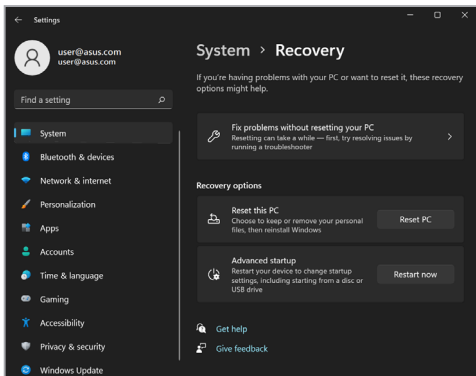 Settings
user@asus.com
user@asus.com
Find a setting
System
Bluetooth & devices
Network & internet
Personalization
Apps
Accounts
Time & language
Gaming
Accessibility
Privacy & security
Windows Update
System > Recovery
If you're having problems with your PC or want to reset it, these recovery
options might help.
Fix problems without resetting your PC
Resetting can take a while — first, try resolving issues by
running a troubleshooter
Recovery options
Reset this PC
Choose to keep or remove your personal
files, then reinstall Windows
Reset PC
Advanced startup
Restart your device to change startup
settings, including starting from a disc or
USB drive
Restart now
Get help
Give feedback